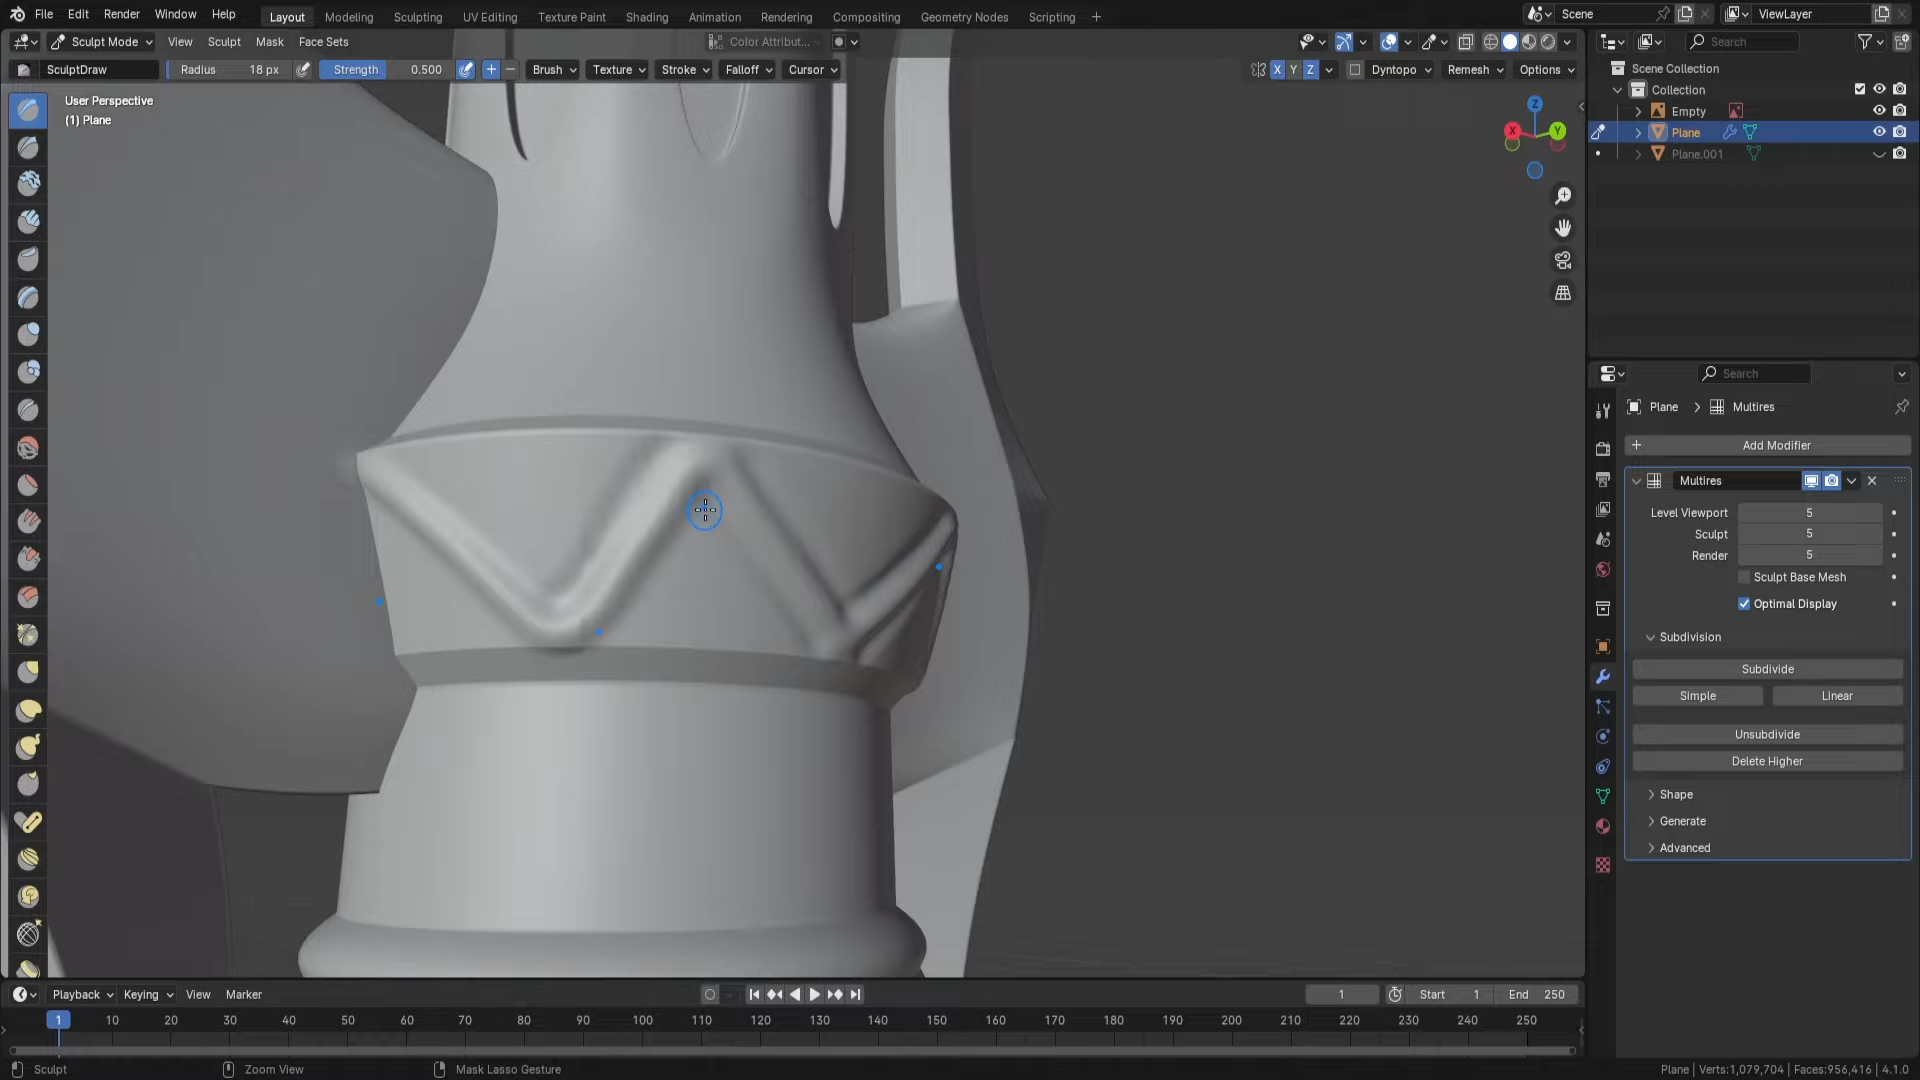 File Edit Render Window Help Layout Modeling Sculpting UV Editing Texture Paint Shading Animation Rendering Compositing Geometry Nodes Scripting + Scene ViewLayer
Sculpt Mode View Sculpt Mask Face Sets Color Attribut... Search
SculptDraw Radius 18 px Strength 0.500 + − Brush Texture Stroke Falloff Cursor X Y Z Dyntopo Remesh Options
User Perspective
(1) Plane
Z
X
Y
Scene Collection
Collection
Empty
Plane
Plane.001
Search
Plane > Multires
+ Add Modifier
Multires
Level Viewport 5
Sculpt 5
Render 5
Sculpt Base Mesh
Optimal Display
Subdivision
Subdivide
Simple Linear
Unsubdivide
Delete Higher
Shape
Generate
Advanced
Playback Keying View Marker 1 Start 1 End 250
1 10 20 30 40 50 60 70 80 90 100 110 120 130 140 150 160 170 180 190 200 210 220 230 240 250
Sculpt Zoom View Mask Lasso Gesture Plane | Verts:1,079,704 | Faces:956,416 | 4.1.0